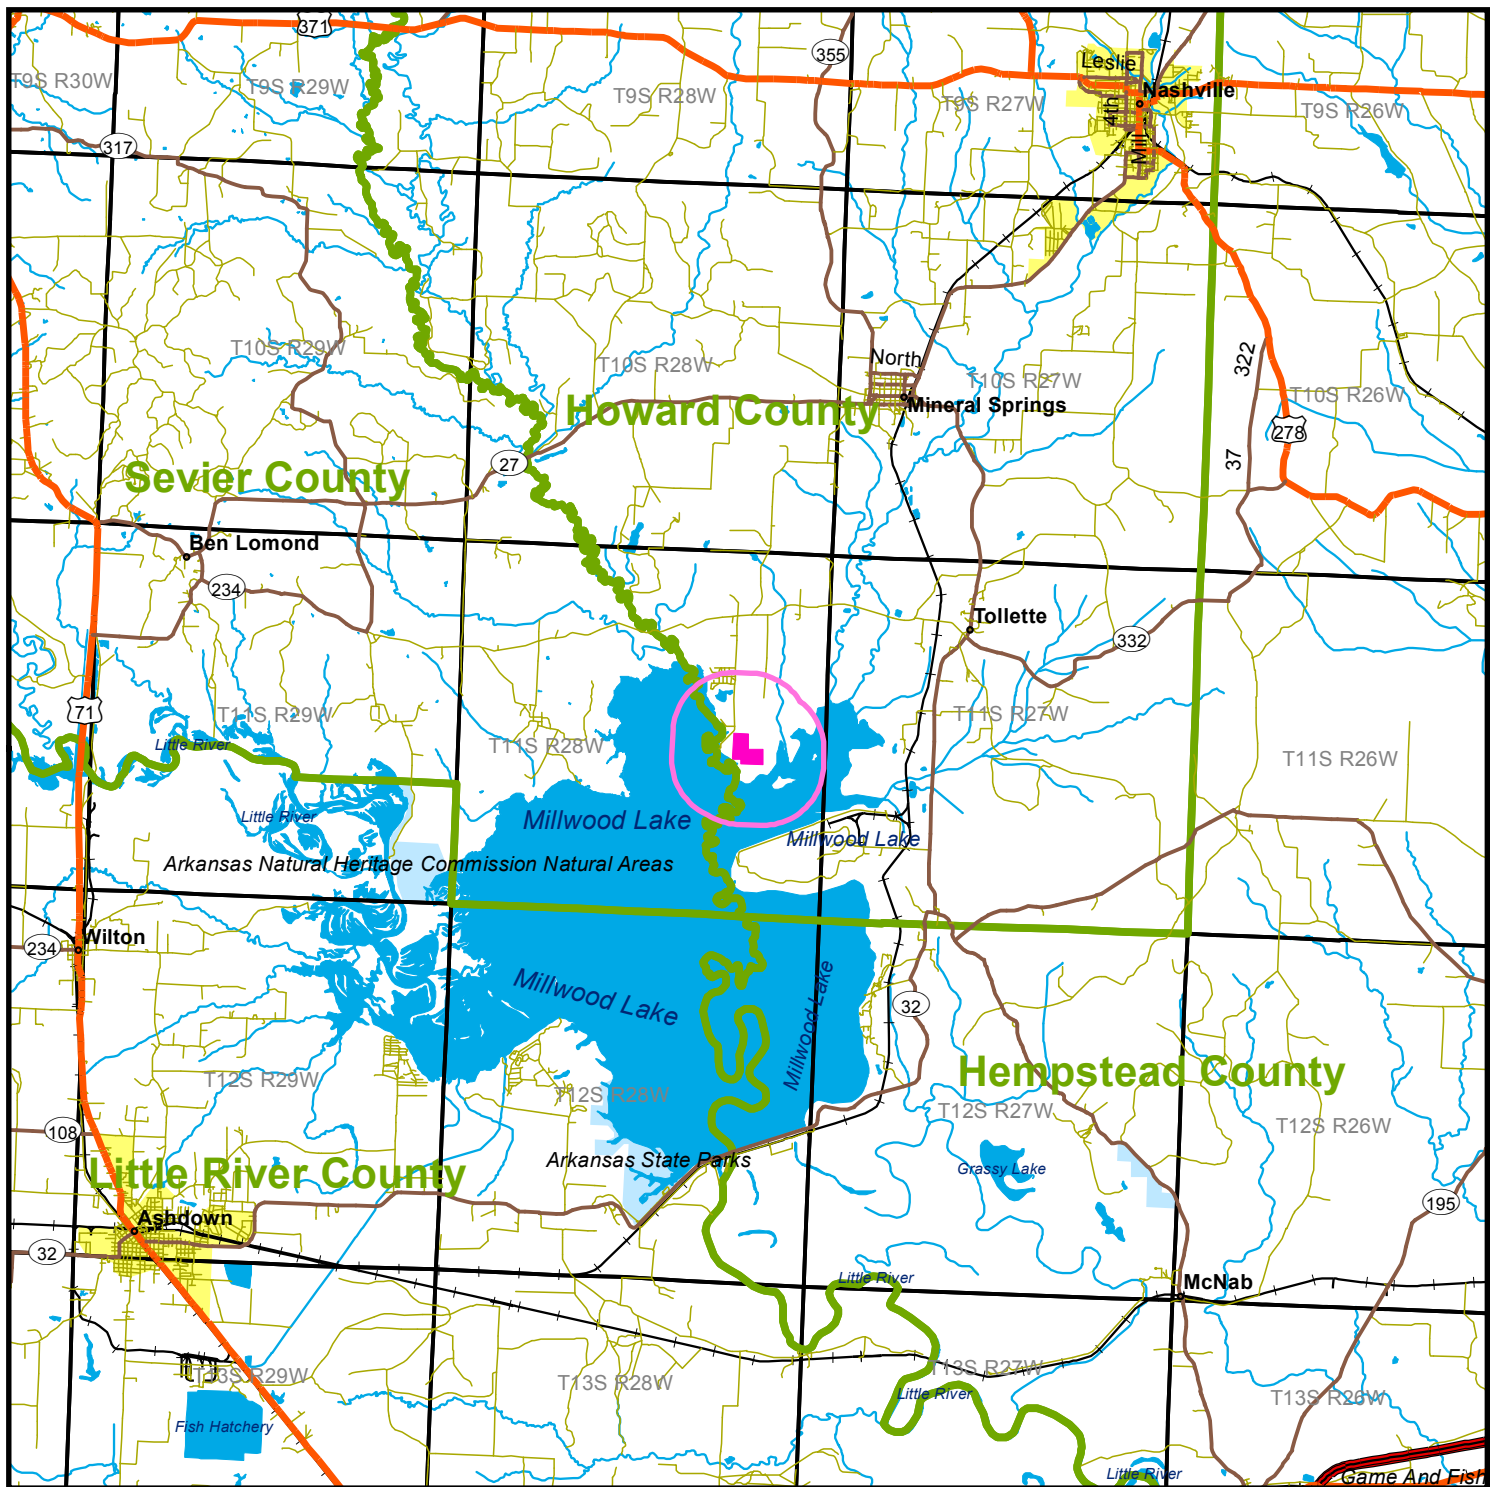 371
355
Leslie
T9S R30W
T9S R29W
T9S R28W
T9S R27W
Nashville
T9S R26W
4th
Mill
317
T10S R29W
T10S R28W
North
T10S R27W
Mineral Springs
322
T10S R26W
Howard County
278
37
27
Sevier County
Ben Lomond
234
Tollette
332
71
T11S R29W
Little River
T11S R28W
T11S R27W
T11S R26W
Little River
Millwood Lake
Millwood Lake
Arkansas Natural Heritage Commission Natural Areas
Wilton
234
Millwood Lake
Millwood Lake
32
T12S R29W
T12S R28W
Hempstead County
T12S R27W
T12S R26W
108
Little River County
Arkansas State Parks
Grassy Lake
195
Ashdown
32
Little River
McNab
T13S R29W
T13S R28W
T13S R27W
Little River
T13S R26W
Fish Hatchery
Little River
Game And Fish